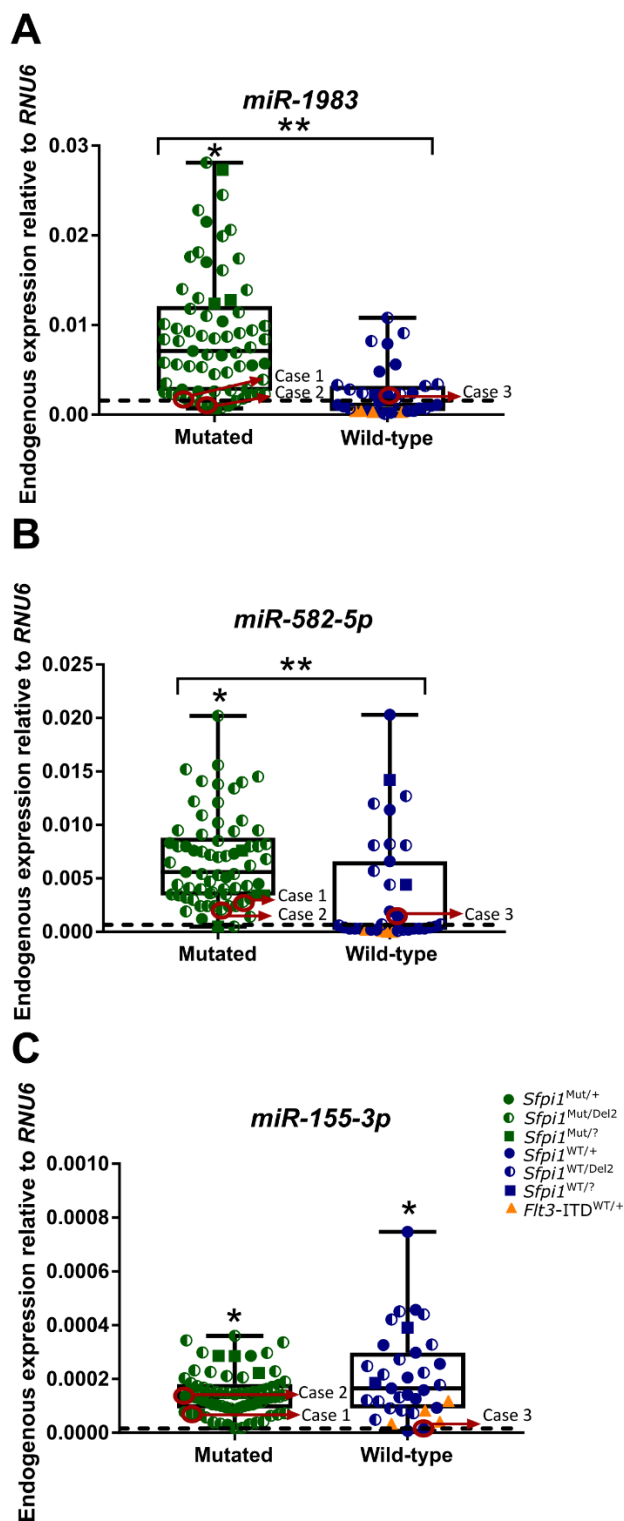 A
miR-1983
**
*
Endogenous expression relative to RNU6
0.03
0.02
0.01
0.00
Case 1
Case 2
Case 3
Mutated
Wild-type
B
miR-582-5p
**
*
Endogenous expression relative to RNU6
0.025
0.020
0.015
0.010
0.005
0.000
Case 1
Case 2
Case 3
Mutated
Wild-type
C
miR-155-3p
Sfpi1Mut/+
Sfpi1Mut/Del2
Sfpi1Mut/?
Sfpi1WT/+
Sfpi1WT/Del2
Sfpi1WT/?
Flt3-ITDWT/+
*
*
Endogenous expression relative to RNU6
0.0010
0.0008
0.0006
0.0004
0.0002
0.0000
Case 2
Case 1
Case 3
Mutated
Wild-type